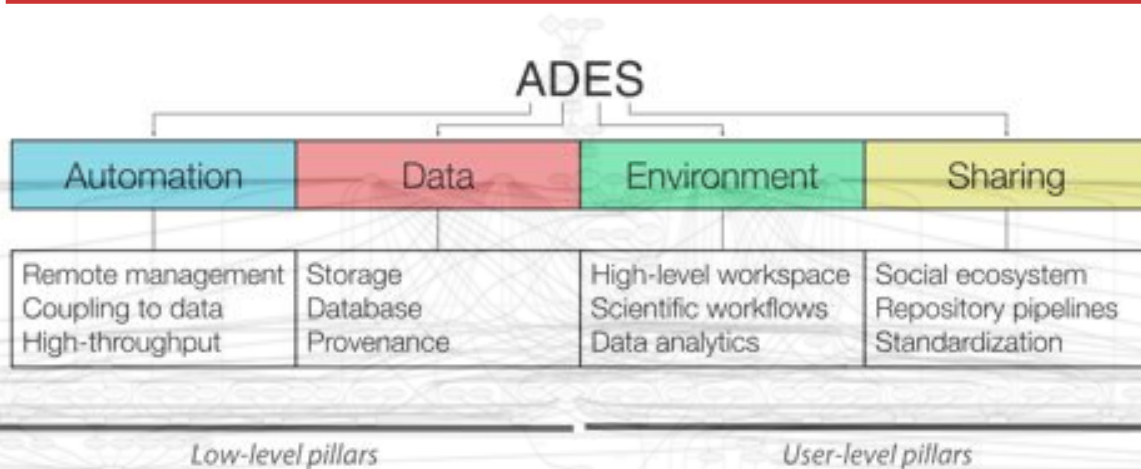 ADES
Automation
Data
Environment
Sharing
Remote management
Coupling to data
High-throughput
Storage
Database
Provenance
High-level workspace
Scientific workflows
Data analytics
Social ecosystem
Repository pipelines
Standardization
Low-level pillars
User-level pillars